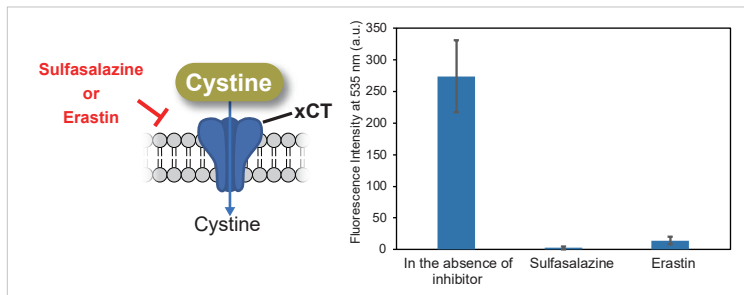 Sulfasalazine
or
Erastin
Cystine
xCT
Cystine
Fluorescence Intensity at 535 nm (a.u.)
350
300
250
200
150
100
50
0
In the absence of
inhibitor
Sulfasalazine
Erastin